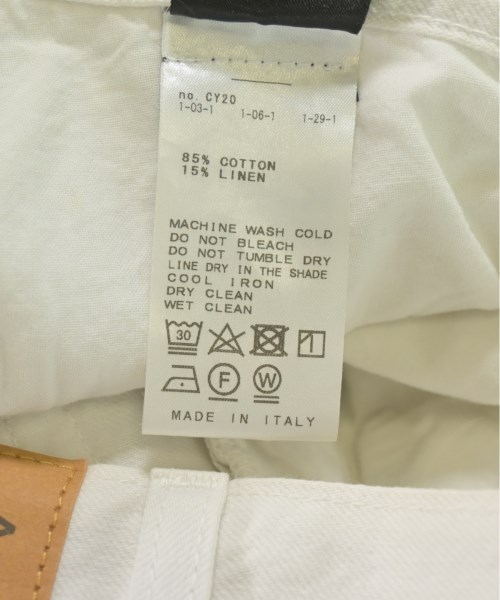 no. CY20
1-03-1 1-06-1 1-29-1
85% COTTON
15% LINEN
MACHINE WASH COLD
DO NOT BLEACH
DO NOT TUMBLE DRY
LINE DRY IN THE SHADE
COOL IRON
DRY CLEAN
WET CLEAN
30
F W
MADE IN ITALY